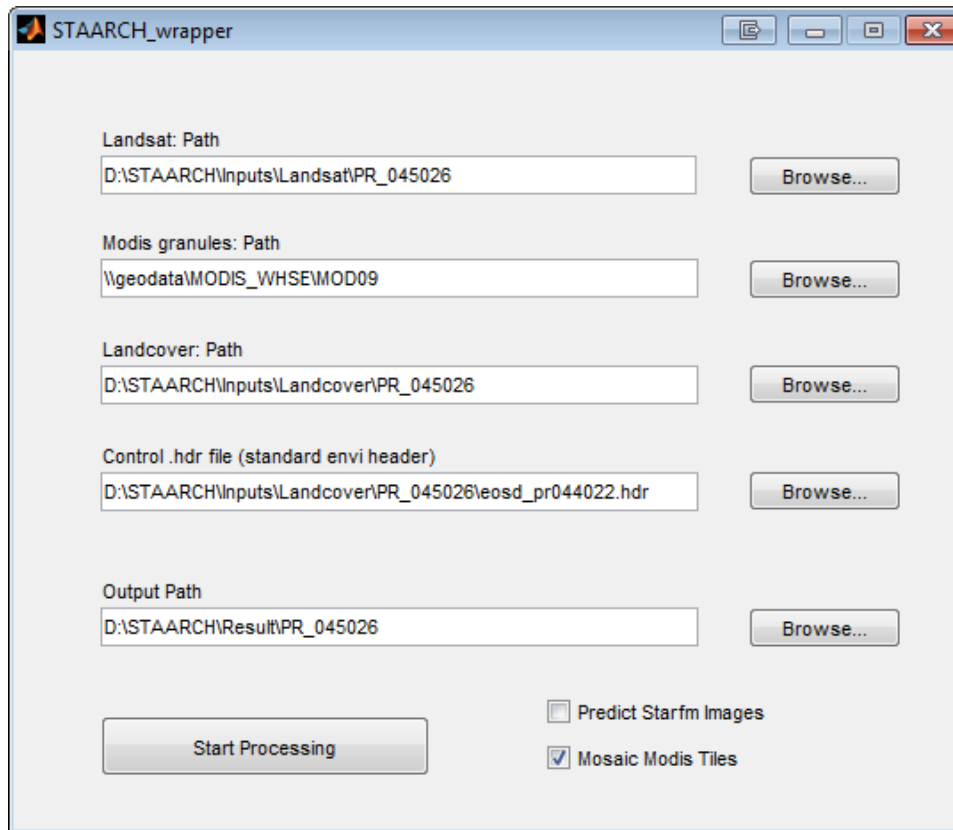 STAARCH_wrapper
Landsat: Path
D:\STAARCH\Inputs\Landsat\PR_045026
Browse...
Modis granules: Path
\\geodata\MODIS_WHSE\MOD09
Browse...
Landcover: Path
D:\STAARCH\Inputs\Landcover\PR_045026
Browse...
Control .hdr file (standard envi header)
D:\STAARCH\Inputs\Landcover\PR_045026\eosd_pr044022.hdr
Browse...
Output Path
D:\STAARCH\Result\PR_045026
Browse...
Predict Starfm Images
Start Processing
Mosaic Modis Tiles